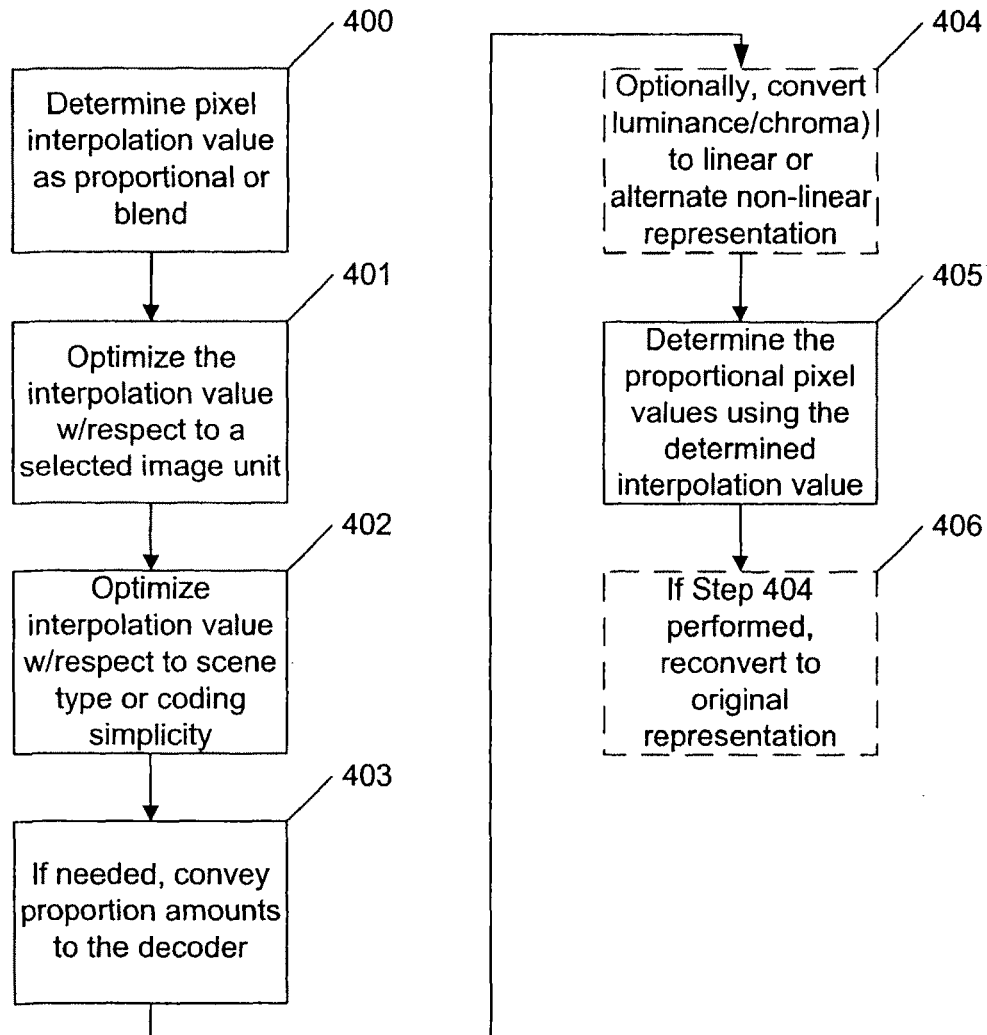 400
Determine pixel
interpolation value
as proportional or
blend
401
Optimize the
interpolation value
w/respect to a
selected image unit
402
Optimize
interpolation value
w/respect to scene
type or coding
simplicity
403
If needed, convey
proportion amounts
to the decoder
404
Optionally, convert
luminance/chroma)
to linear or
alternate non-linear
representation
405
Determine the
proportional pixel
values using the
determined
interpolation value
406
If Step 404
performed,
reconvert to
original
representation